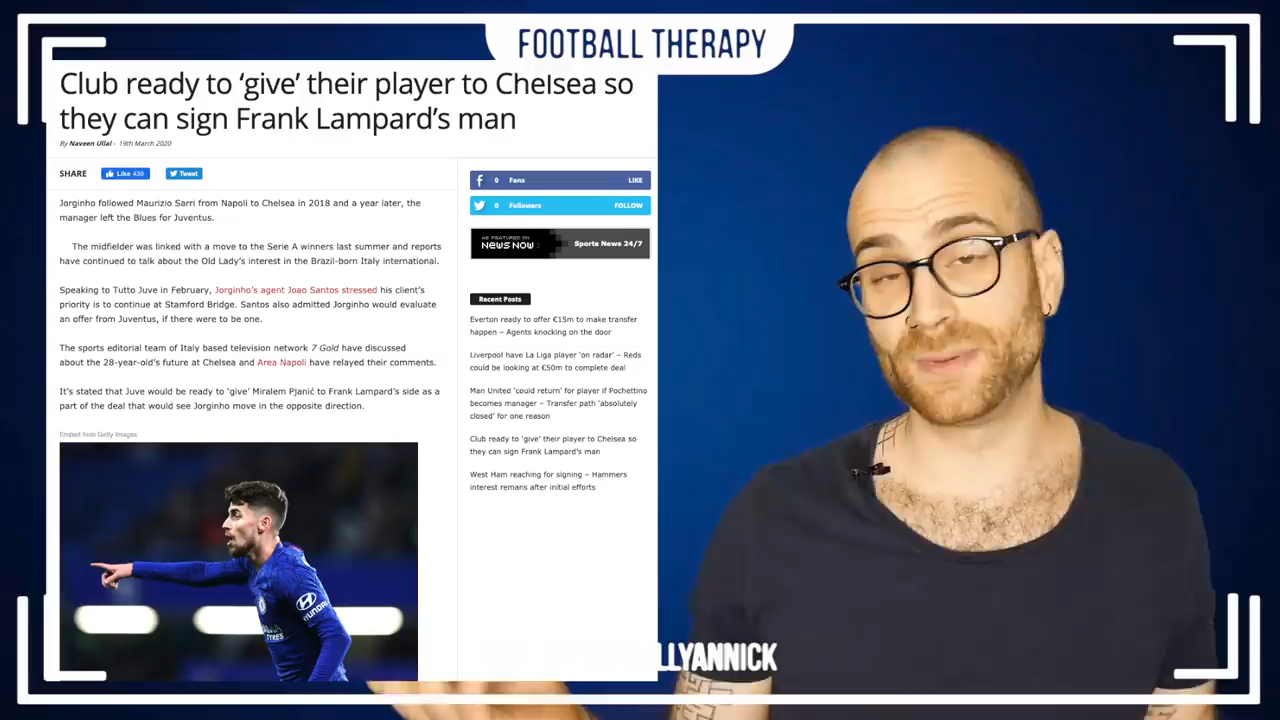 FOOTBALL THERAPY
Club ready to ‘give’ their player to Chelsea so
they can sign Frank Lampard’s man
By Naveen Ullal - 19th March 2020
SHARE
Like 439
Tweet
Jorginho followed Maurizio Sarri from Napoli to Chelsea in 2018 and a year later, the
manager left the Blues for Juventus.
The midfielder was linked with a move to the Serie A winners last summer and reports
have continued to talk about the Old Lady’s interest in the Brazil-born Italy international.
Speaking to Tutto Juve in February, Jorginho’s agent Joao Santos stressed his client’s
priority is to continue at Stamford Bridge. Santos also admitted Jorginho would evaluate
an offer from Juventus, if there were to be one.
The sports editorial team of Italy based television network 7 Gold have discussed
about the 28-year-old’s future at Chelsea and Area Napoli have relayed their comments.
It’s stated that Juve would be ready to ‘give’ Miralem Pjanić to Frank Lampard’s side as a
part of the deal that would see Jorginho move in the opposite direction.
Embed from Getty Images
HYUNDAI
TYRES
0 Fans LIKE
0 Followers FOLLOW
AS FEATURED ON
NEWS NOW
Sports News 24/7
Recent Posts
Everton ready to offer €15m to make transfer
happen – Agents knocking on the door
Liverpool have La Liga player ‘on radar’ – Reds
could be looking at €50m to complete deal
Man United ‘could return’ for player if Pochettino
becomes manager – Transfer path ‘absolutely
closed’ for one reason
Club ready to ‘give’ their player to Chelsea so
they can sign Frank Lampard’s man
West Ham reaching for signing – Hammers
interest remans after initial efforts
LLYANNICK